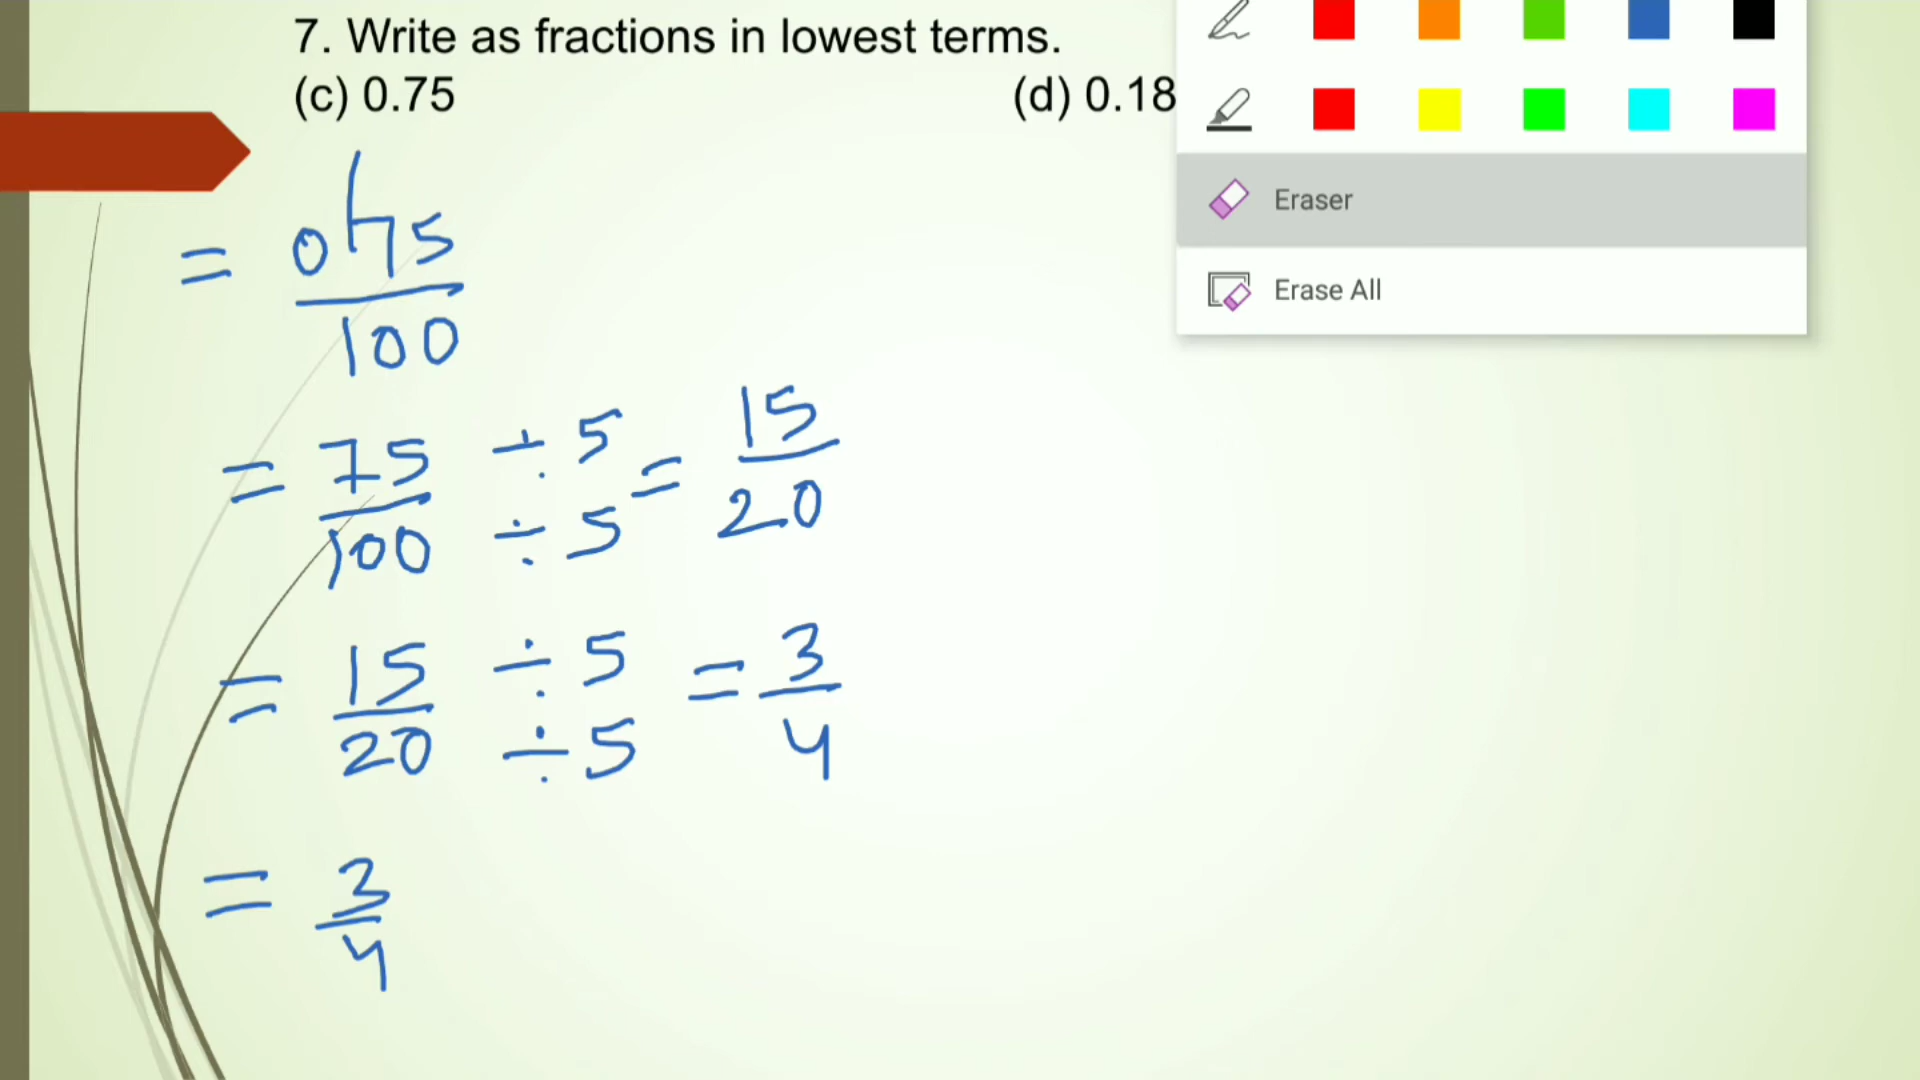 7. Write as fractions in lowest terms.
(c) 0.75 (d) 0.18
= 075
100
= 75 ÷ 5 = 15
100 ÷ 5 20
= 15 ÷ 5 = 3
20 ÷ 5 4
= 3
4
Eraser
Erase All